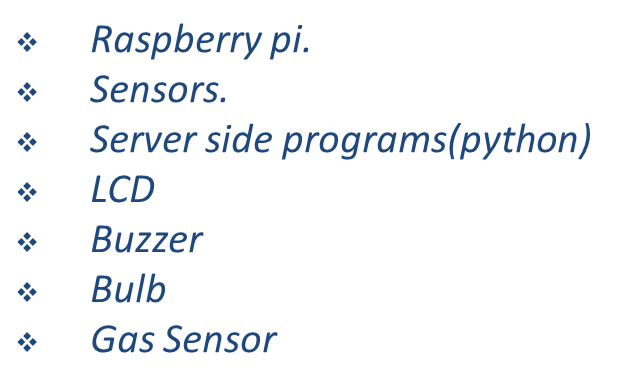 ❖ Raspberry pi.
❖ Sensors.
❖ Server side programs(python)
❖ LCD
❖ Buzzer
❖ Bulb
❖ Gas Sensor